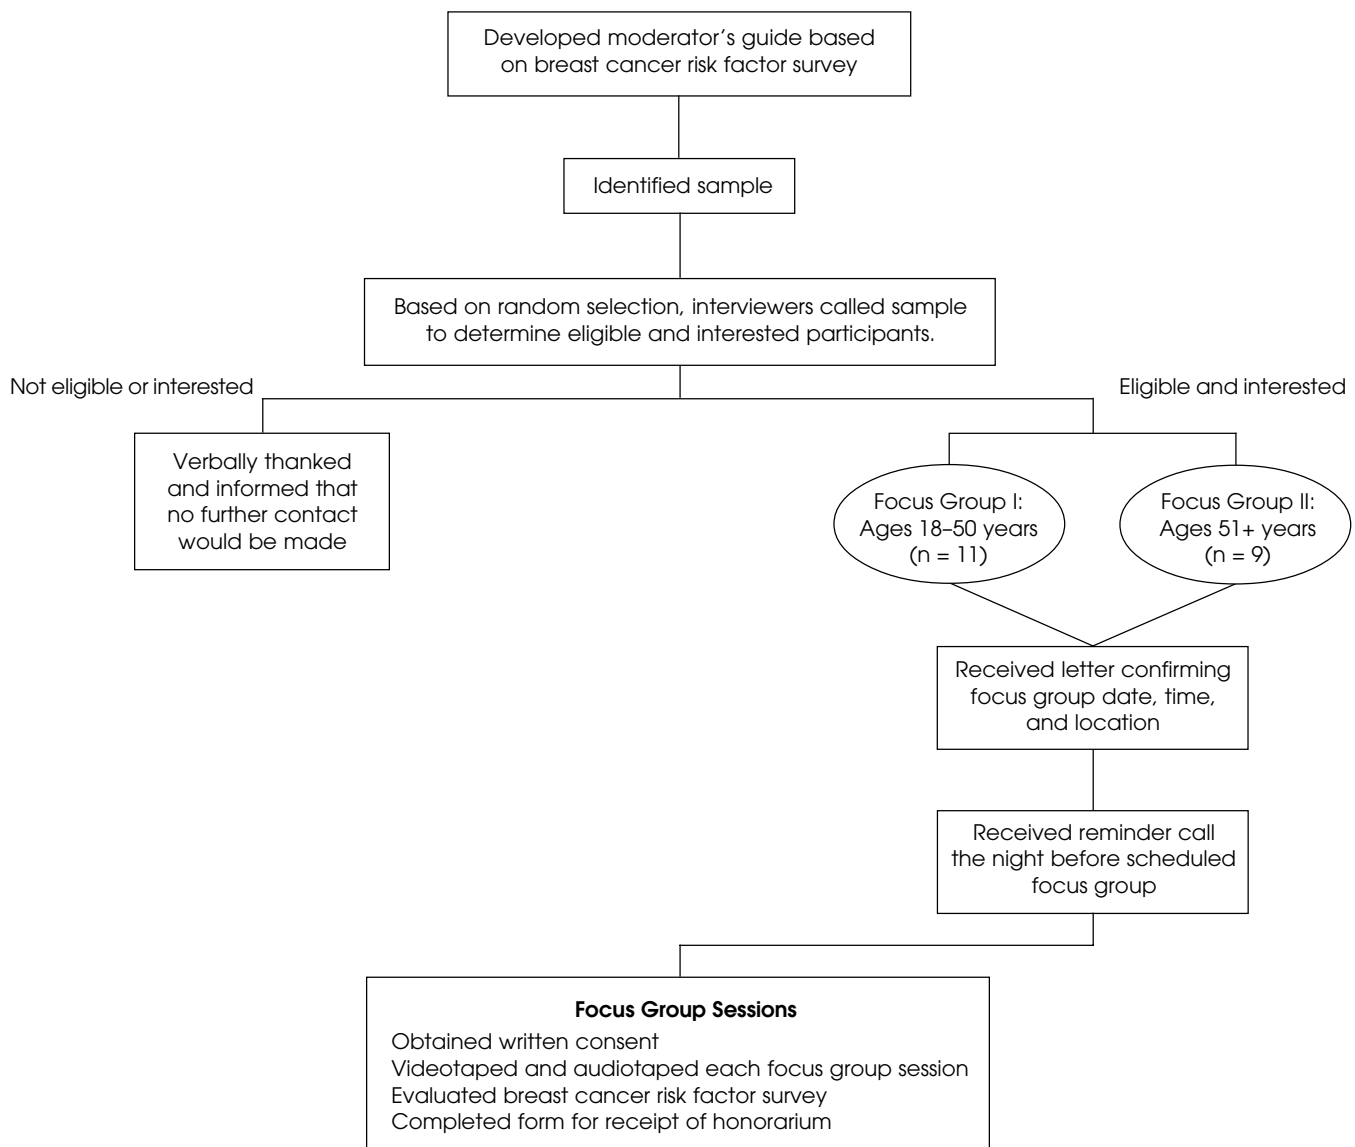 Developed moderator’s guide based
on breast cancer risk factor survey
Identified sample
Based on random selection, interviewers called sample
to determine eligible and interested participants.
Not eligible or interested
Eligible and interested
Verbally thanked
and informed that
no further contact
would be made
Focus Group I:
Ages 18–50 years
(n = 11)
Focus Group II:
Ages 51+ years
(n = 9)
Received letter confirming
focus group date, time,
and location
Received reminder call
the night before scheduled
focus group
Focus Group Sessions
Obtained written consent
Videotaped and audiotaped each focus group session
Evaluated breast cancer risk factor survey
Completed form for receipt of honorarium